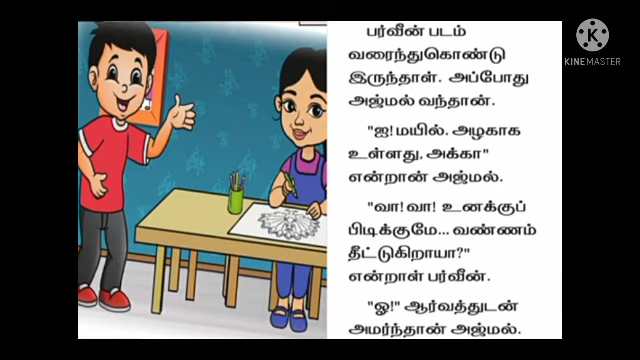 பர்வீன் படம்
வரைந்துகொண்டு
இருந்தாள். அப்போது
அஜ்மல் வந்தான்.
"ஐ! மயில். அழகாக
உள்ளது, அக்கா"
என்றான் அஜ்மல்.
"வா! வா! உனக்குப்
பிடிக்குமே... வண்ணம்
தீட்டுகிறாயா?"
என்றாள் பர்வீன்.
"ஓ!" ஆர்வத்துடன்
அமர்ந்தான் அஜ்மல்.
K
KINEMASTER